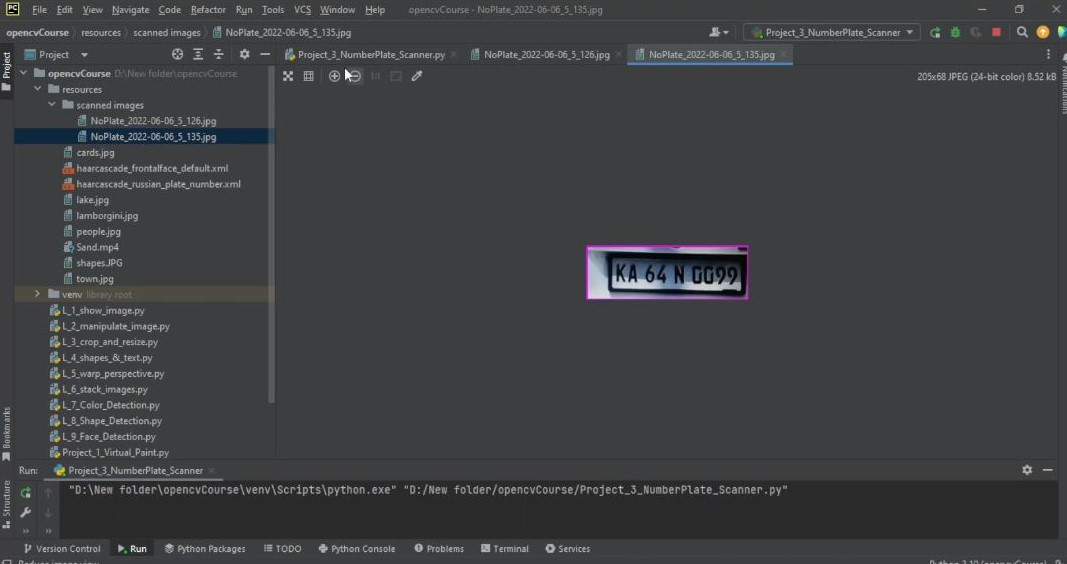 PC File Edit View Navigate Code Refactor Run Tools VCS Window Help opencvCourse - NoPlate_2022-06-06_5_135.jpg
opencvCourse resources scanned images NoPlate_2022-06-06_5_135.jpg Project_3_NumberPlate_Scanner
Project Project_3_NumberPlate_Scanner.py NoPlate_2022-06-06_5_126.jpg NoPlate_2022-06-06_5_135.jpg
Project
Notifications
opencvCourse D:\New folder\opencvCourse 1:1 205x68 JPEG (24-bit color) 8.52 kB
resources
scanned images
NoPlate_2022-06-06_5_126.jpg
NoPlate_2022-06-06_5_135.jpg
cards.jpg
haarcascade_frontalface_default.xml
haarcascade_russian_plate_number.xml
lake.jpg
lamborgini.jpg
people.jpg
Sand.mp4
shapes.JPG
town.jpg
venv library root
L_1_show_image.py
L_2_manipulate_image.py
L_3_crop_and_resize.py
L_4_shapes_&_text.py
L_5_warp_perspective.py
L_6_stack_images.py
L_7_Color_Detection.py
L_8_Shape_Detection.py
L_9_Face_Detection.py
Project_1_Virtual_Paint.py
KA 64 N 0099
Bookmarks
Structure
Run: Project_3_NumberPlate_Scanner
"D:\New folder\opencvCourse\venv\Scripts\python.exe" "D:/New folder/opencvCourse/Project_3_NumberPlate_Scanner.py"
Version Control Run Python Packages TODO Python Console Problems Terminal Services